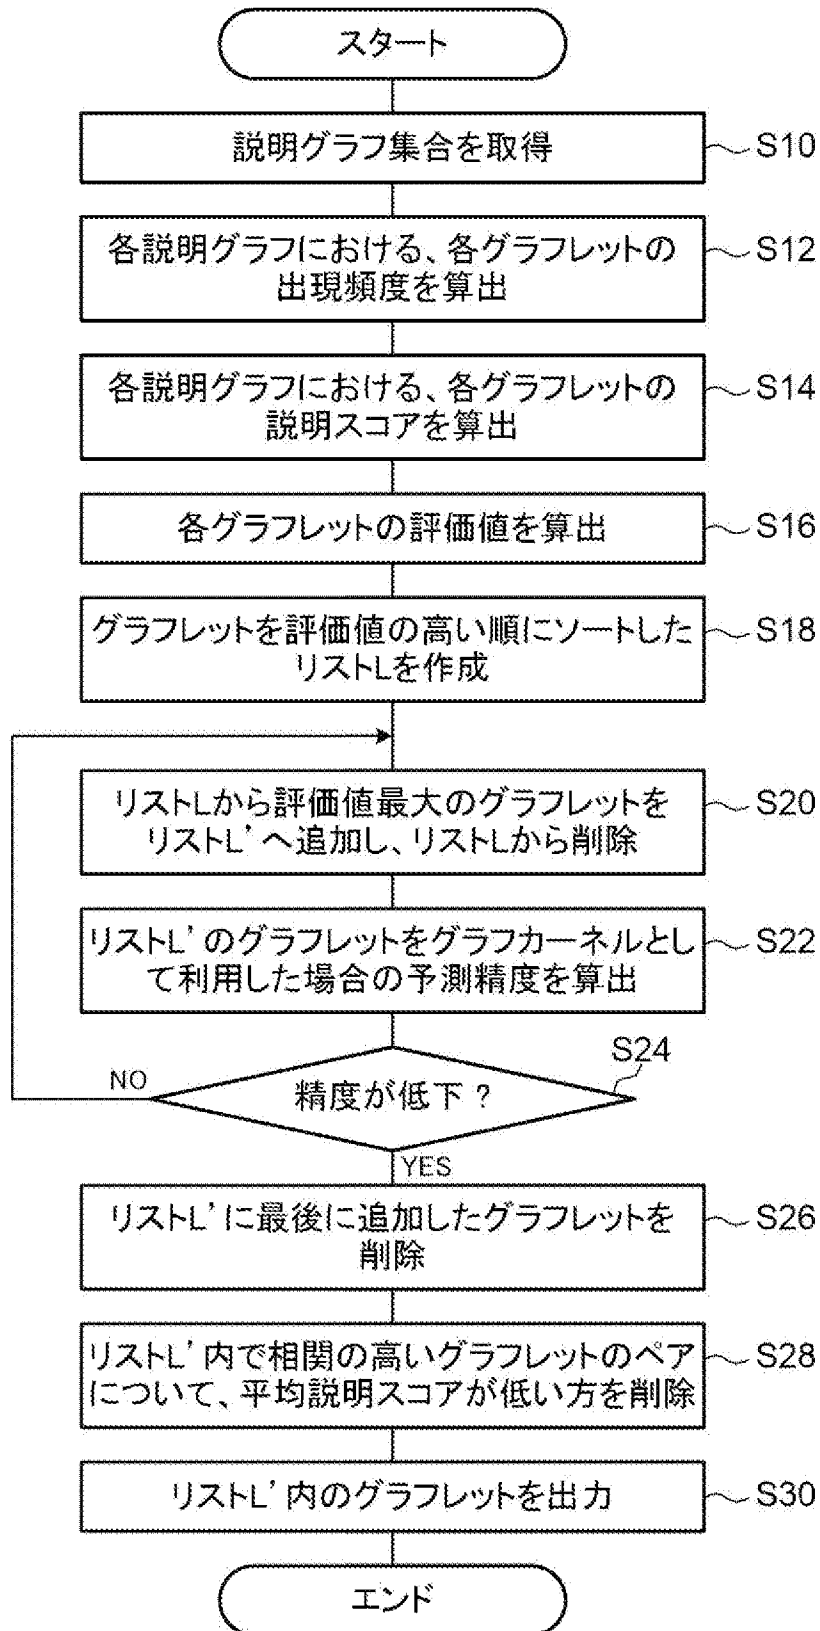 スタート
説明グラフ集合を取得
S10
各説明グラフにおける、各グラフレットの
出現頻度を算出
S12
各説明グラフにおける、各グラフレットの
説明スコアを算出
S14
各グラフレットの評価値を算出
S16
グラフレットを評価値の高い順にソートした
リストLを作成
S18
リストLから評価値最大のグラフレットを
リストL’へ追加し、リストLから削除
S20
リストL’のグラフレットをグラフカーネルとし
て利用した場合の予測精度を算出
S22
精度が低下？
S24
NO
YES
リストL’に最後に追加したグラフレットを
削除
S26
リストL’内で相関の高いグラフレットのペア
について、平均説明スコアが低い方を削除
S28
リストL’内のグラフレットを出力
S30
エンド